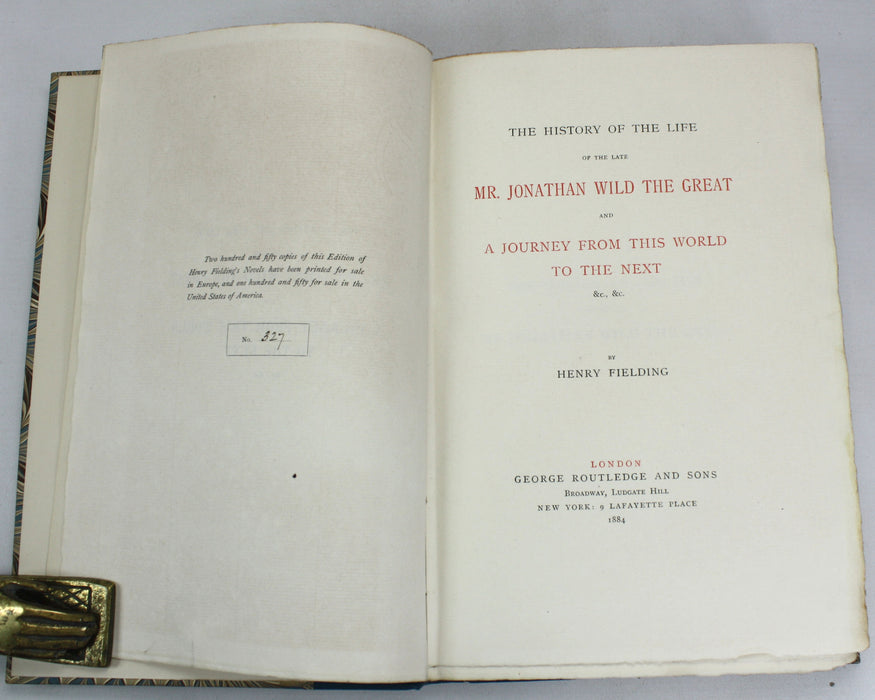 Two hundred and fifty copies of this Edition of
Henry Fielding's Novels have been printed for sale
in Europe, and one hundred and fifty for sale in the
United States of America.
No. 327
THE HISTORY OF THE LIFE
OF THE LATE
MR. JONATHAN WILD THE GREAT
AND
A JOURNEY FROM THIS WORLD
TO THE NEXT
&c., &c.
BY
HENRY FIELDING
LONDON
GEORGE ROUTLEDGE AND SONS
BROADWAY, LUDGATE HILL
NEW YORK: 9 LAFAYETTE PLACE
1884